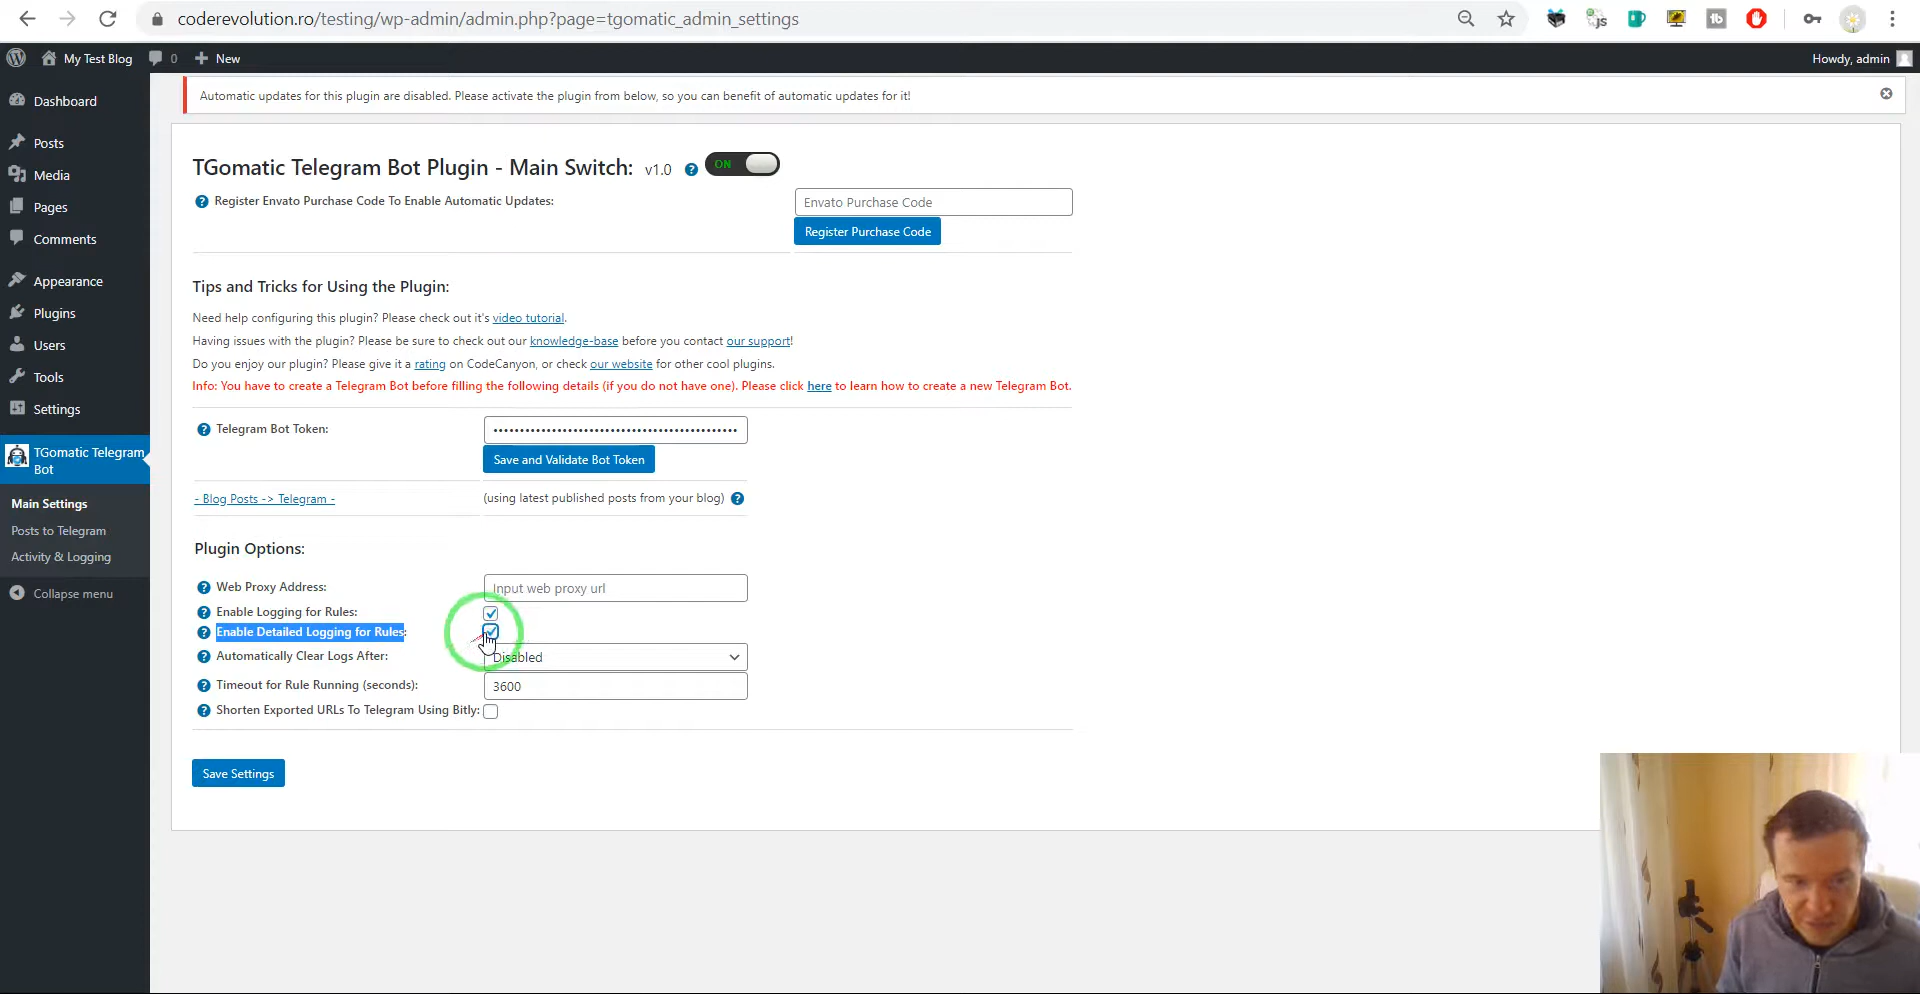 coderevolution.ro/testing/wp-admin/admin.php?page=tgomatic_admin_settings
My Test Blog
0
New
Howdy, admin
Dashboard
Posts
Media
Pages
Comments
Appearance
Plugins
Users
Tools
Settings
TGomatic Telegram
Bot
Main Settings
Posts to Telegram
Activity & Logging
Collapse menu
Automatic updates for this plugin are disabled. Please activate the plugin from below, so you can benefit of automatic updates for it!
TGomatic Telegram Bot Plugin - Main Switch: v1.0 ON
Register Envato Purchase Code To Enable Automatic Updates:
Envato Purchase Code
Register Purchase Code
Tips and Tricks for Using the Plugin:
Need help configuring this plugin? Please check out it's video tutorial.
Having issues with the plugin? Please be sure to check out our knowledge-base before you contact our support!
Do you enjoy our plugin? Please give it a rating on CodeCanyon, or check our website for other cool plugins.
Info: You have to create a Telegram Bot before filling the following details (if you do not have one). Please click here to learn how to create a new Telegram Bot.
Telegram Bot Token:
Save and Validate Bot Token
- Blog Posts -> Telegram - (using latest published posts from your blog)
Plugin Options:
Web Proxy Address: Input web proxy url
Enable Logging for Rules:
Enable Detailed Logging for Rules:
Automatically Clear Logs After: Disabled
Timeout for Rule Running (seconds): 3600
Shorten Exported URLs To Telegram Using Bitly:
Save Settings